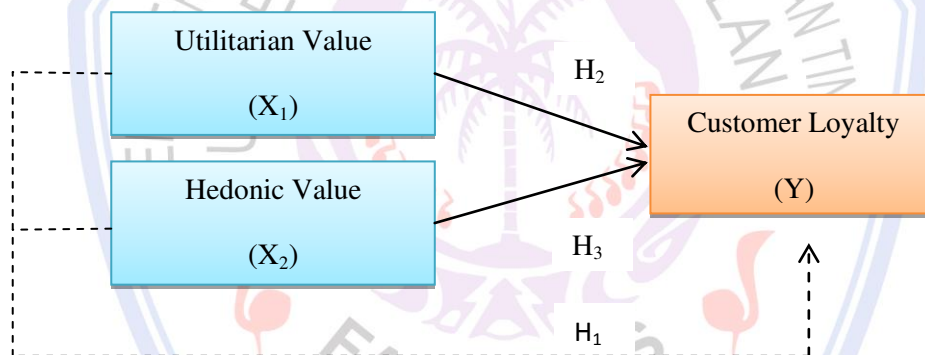 Utilitarian Value
(X₁)
H₂
Customer Loyalty
(Y)
Hedonic Value
(X₂)
H₃
H₁